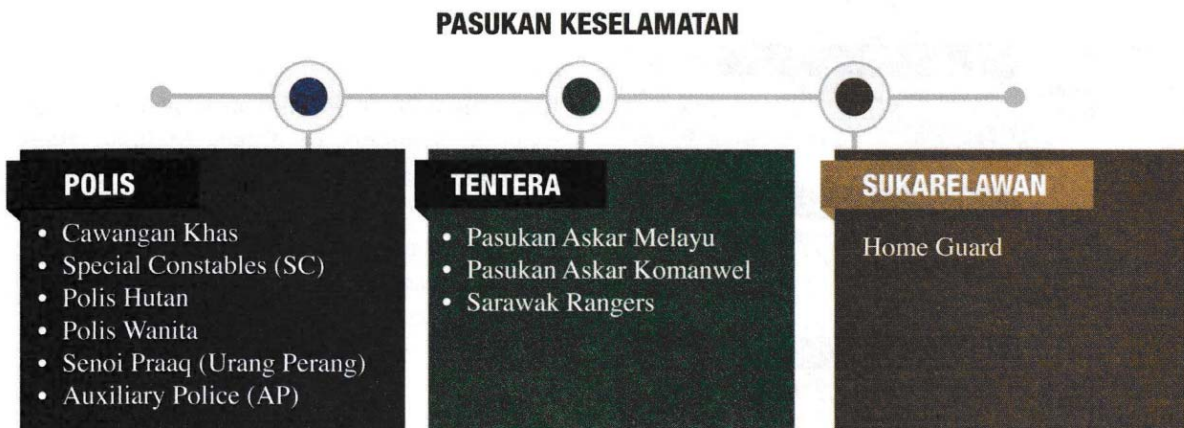 PASUKAN KESELAMATAN
POLIS
• Cawangan Khas
• Special Constables (SC)
• Polis Hutan
• Polis Wanita
• Senoi Praaq (Urang Perang)
• Auxiliary Police (AP)
TENTERA
• Pasukan Askar Melayu
• Pasukan Askar Komanwel
• Sarawak Rangers
SUKARELAWAN
Home Guard